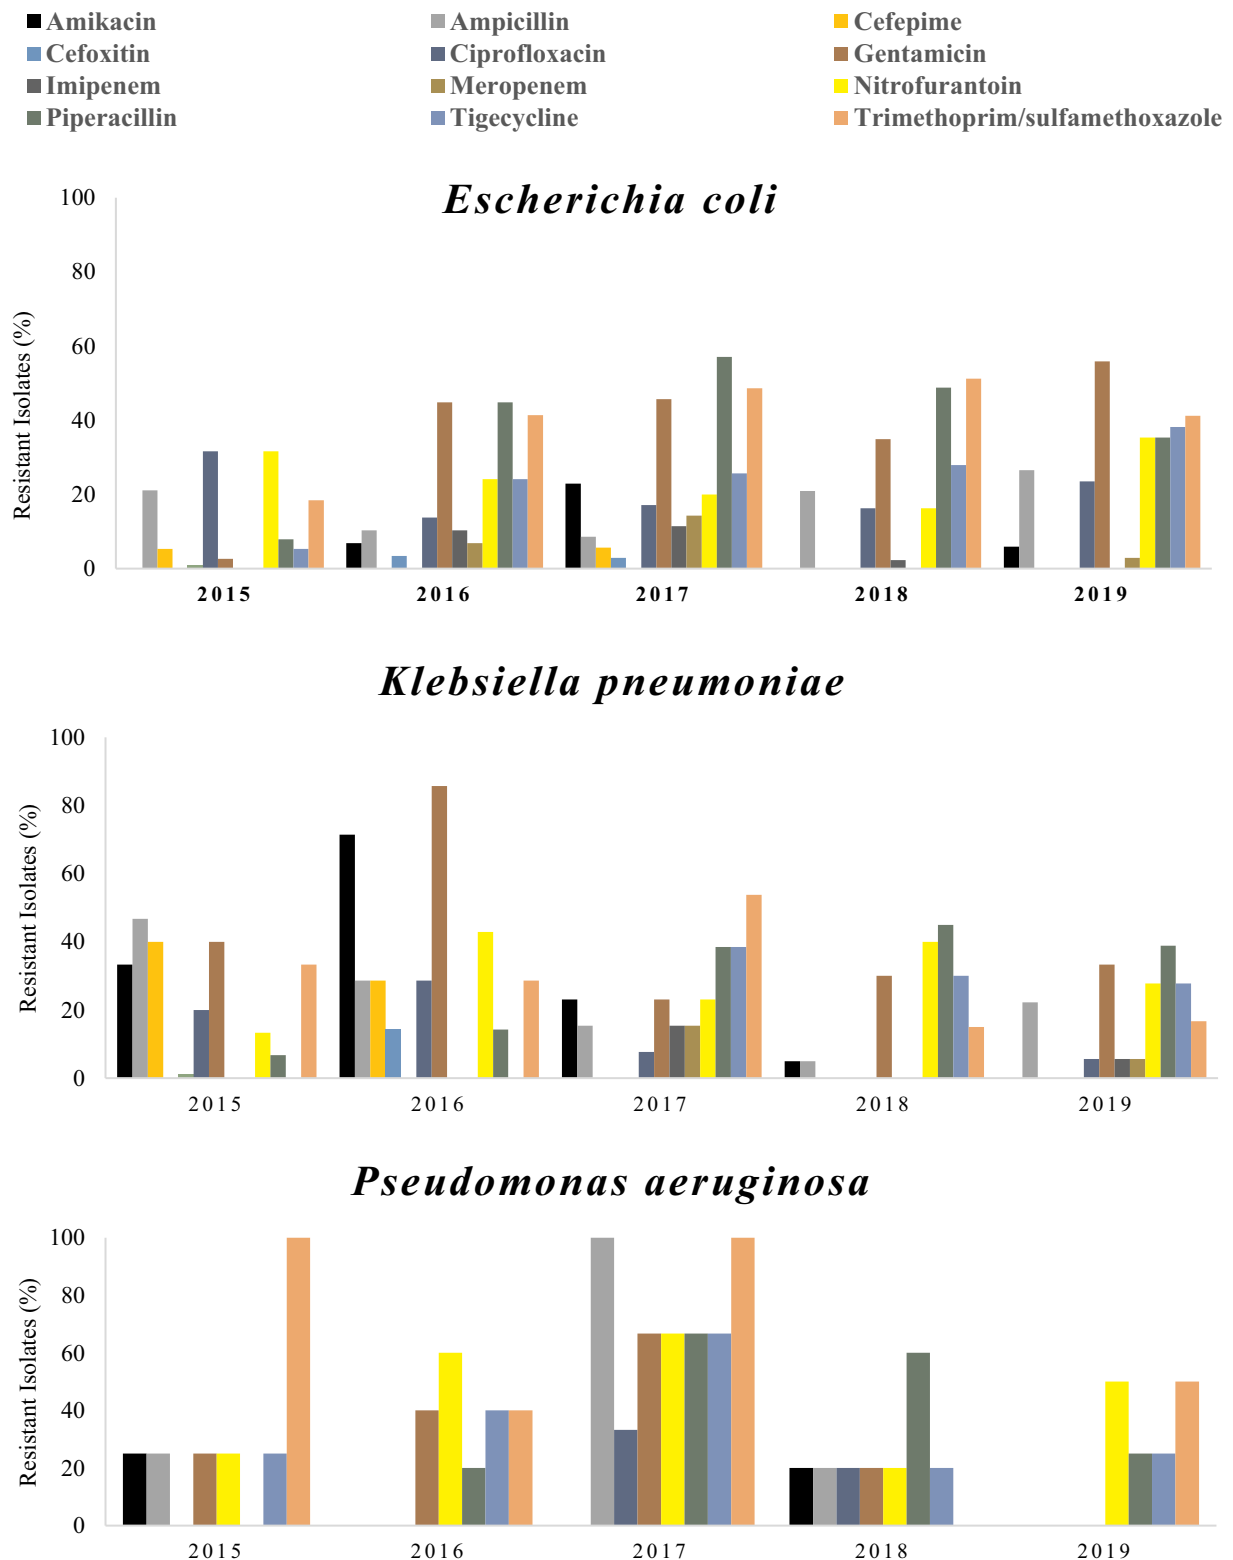 Amikacin Ampicillin Cefepime
Cefoxitin Ciprofloxacin Gentamicin
Imipenem Meropenem Nitrofurantoin
Piperacillin Tigecycline Trimethoprim/sulfamethoxazole
Escherichia coli
Resistant Isolates (%)
100
80
60
40
20
0
2015 2016 2017 2018 2019
Klebsiella pneumoniae
Resistant Isolates (%)
100
80
60
40
20
0
2015 2016 2017 2018 2019
Pseudomonas aeruginosa
Resistant Isolates (%)
100
80
60
40
20
0
2015 2016 2017 2018 2019